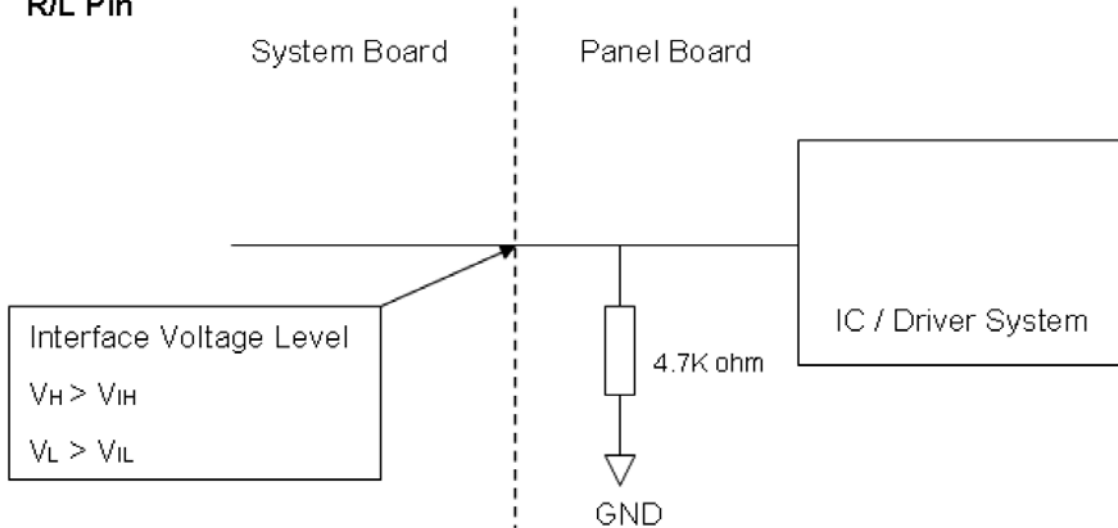 R/L Pin
System Board
Panel Board
Interface Voltage Level
VH > VIH
VL > VIL
4.7K ohm
IC / Driver System
GND